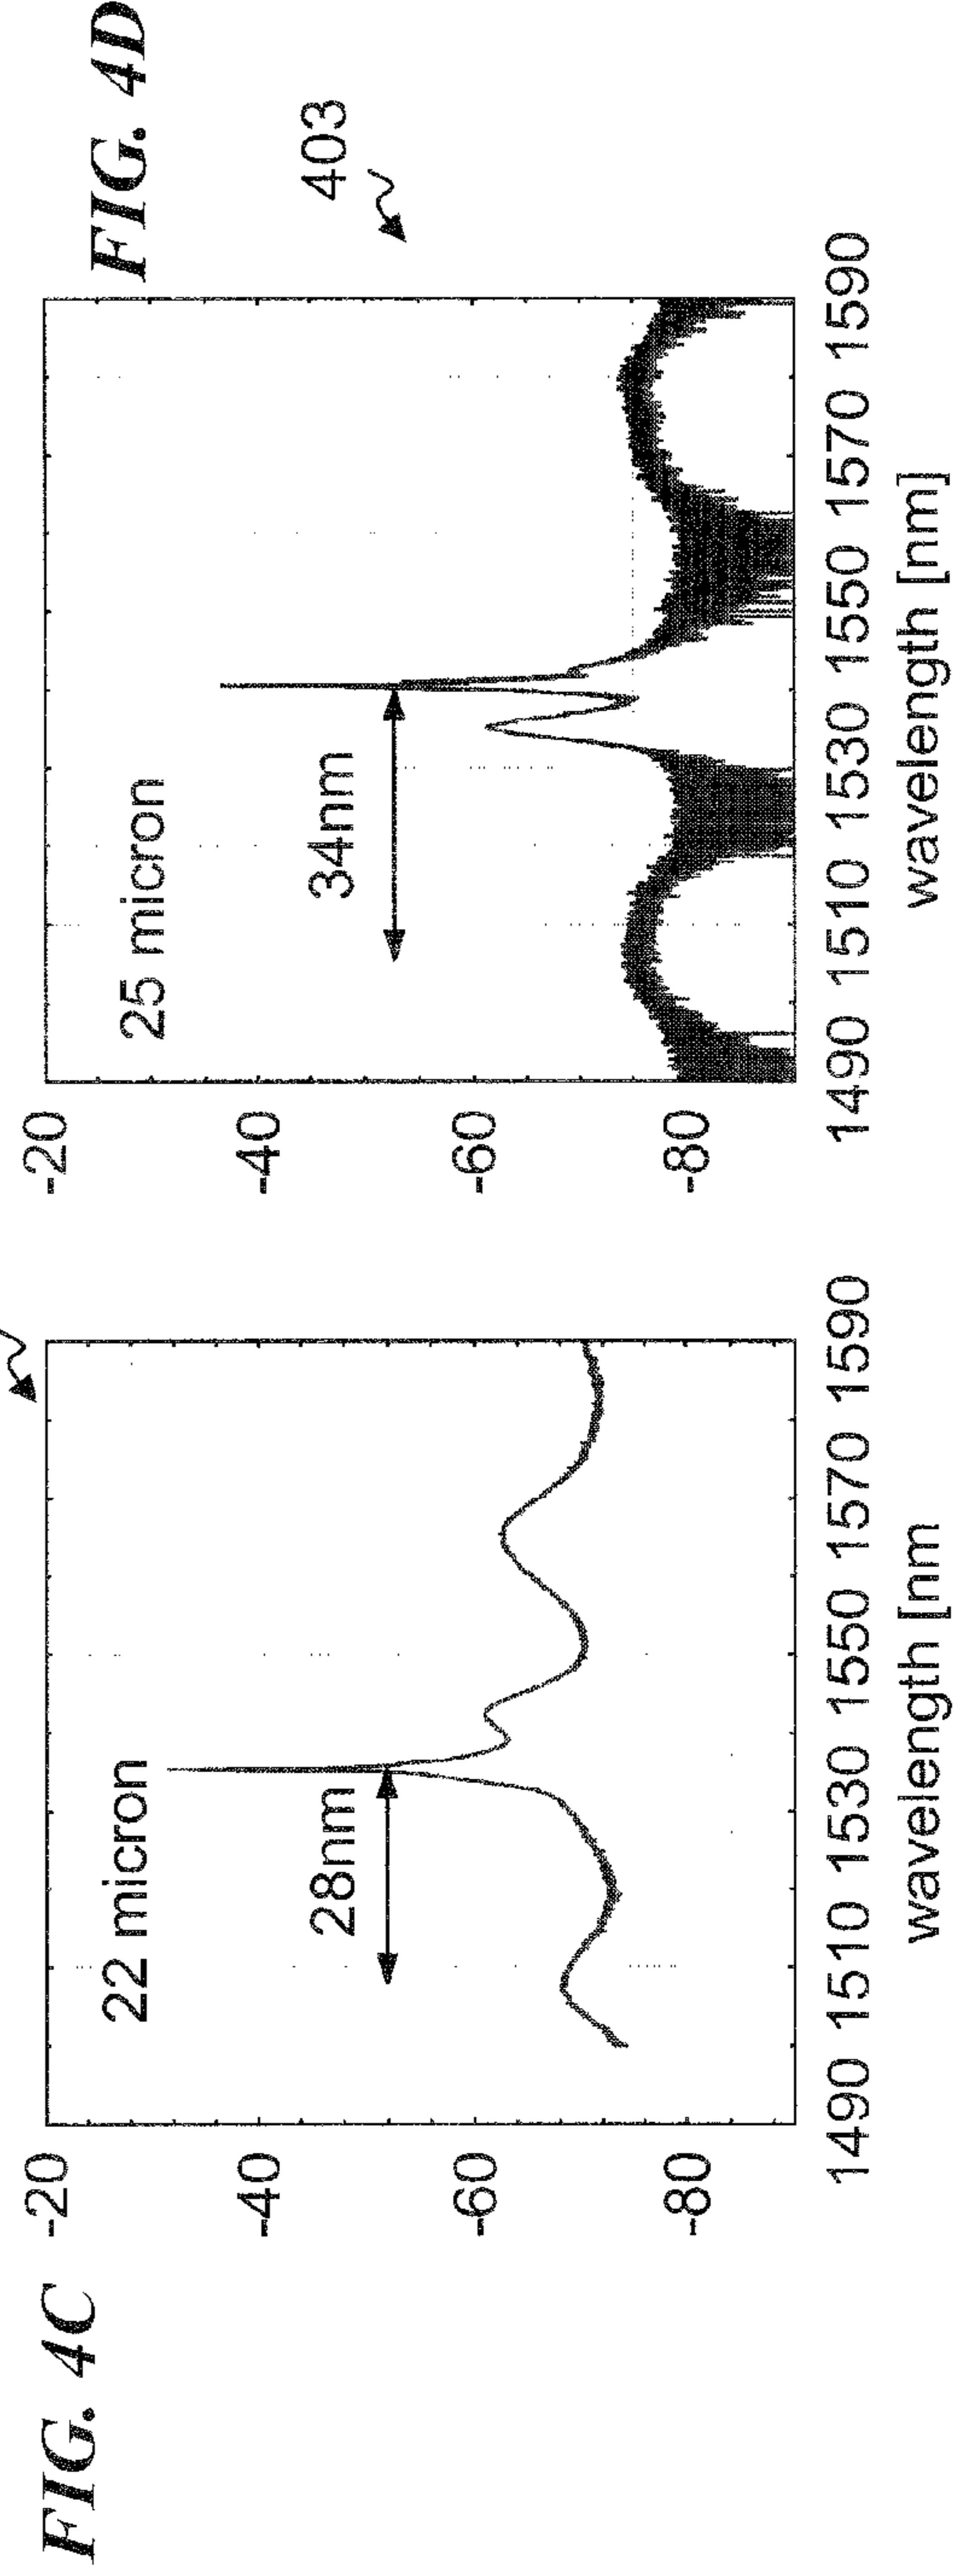 FIG. 4C
-20
-40
-60
-80
22 micron
28nm
1490 1510 1530 1550 1570 1590
wavelength [nm
FIG. 4D
403
-20
-40
-60
-80
25 micron
34nm
1490 1510 1530 1550 1570 1590
wavelength [nm]